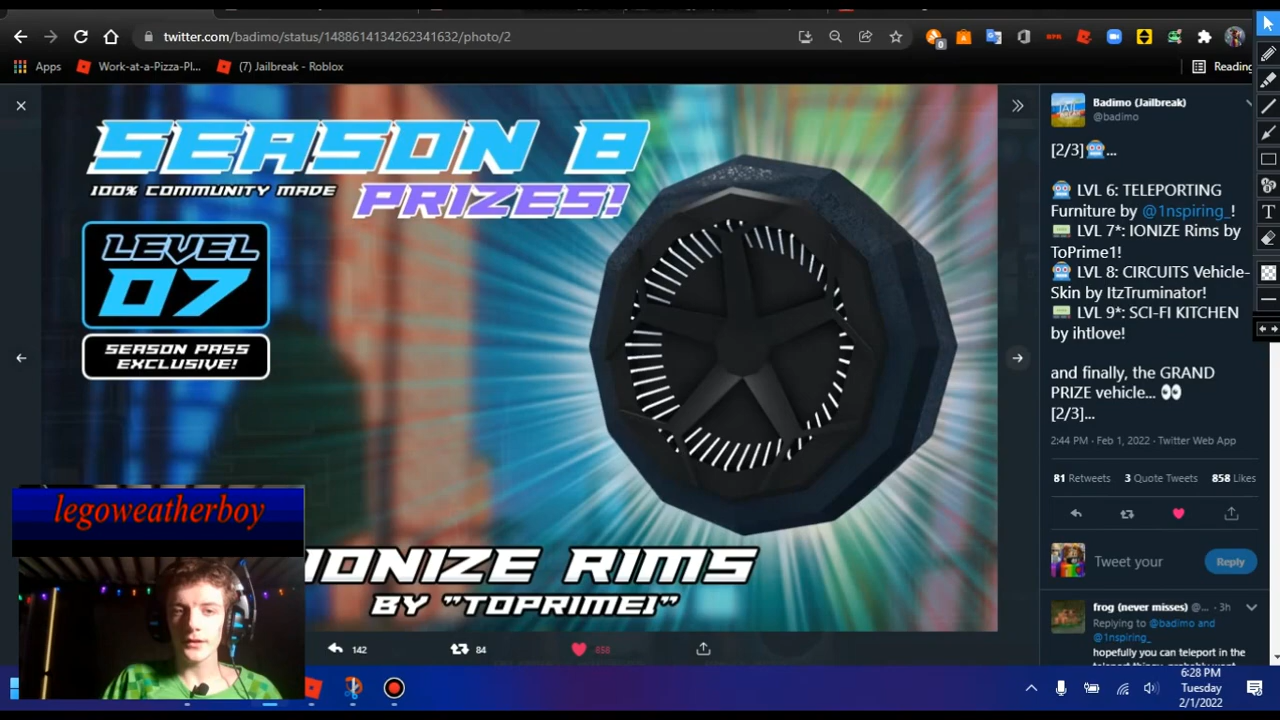 twitter.com/badimo/status/1488614134262341632/photo/2
0
Apps
Work-at-a-Pizza-Pl...
(7) Jailbreak - Roblox
Reading
SEASON 8
100% COMMUNITY MADE
PRIZES!
LEVEL
07
SEASON PASS
EXCLUSIVE!
IONIZE RIMS
BY "TOPRIME1"
142
84
858
legoweatherboy
Badimo (Jailbreak)
@badimo
[2/3]🤖...
🤖 LVL 6: TELEPORTING
Furniture by @1nspiring_!
LVL 7*: IONIZE Rims by
ToPrime1!
🤖 LVL 8: CIRCUITS Vehicle-
Skin by ItzTruminator!
LVL 9*: SCI-FI KITCHEN
by ihtlove!
and finally, the GRAND
PRIZE vehicle... 👀
[2/3]...
2:44 PM · Feb 1, 2022 · Twitter Web App
81 Retweets 3 Quote Tweets 858 Likes
Tweet your
Reply
frog (never misses) @... · 3h
Replying to @badimo and
@1nspiring_
hopefully you can teleport in the
T
6:28 PM
Tuesday
2/1/2022